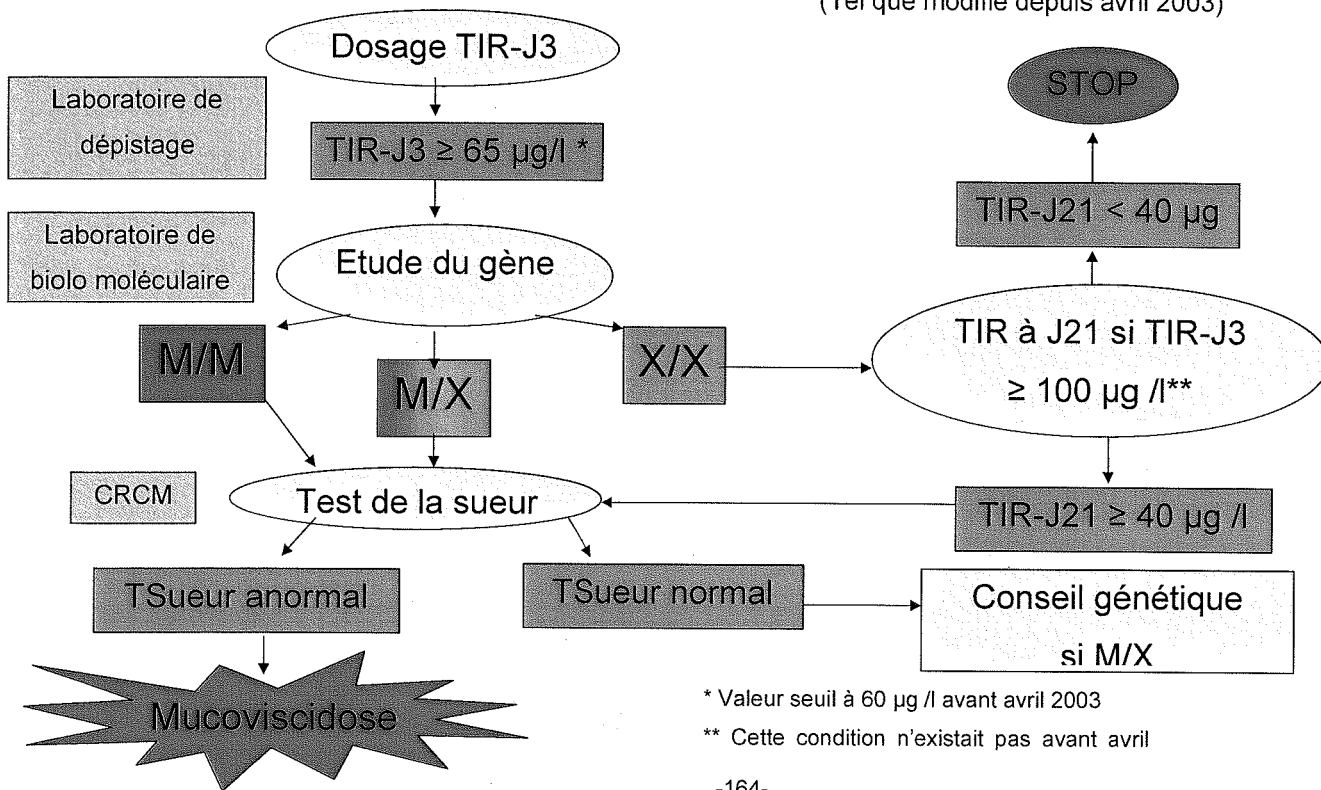 (Tel que modifié depuis avril 2003)
Dosage TIR-J3
Laboratoire de
dépistage
TIR-J3 ≥ 65 µg/l *
STOP
TIR-J21 < 40 µg
Laboratoire de
biolo moléculaire
Etude du gène
M/M
M/X
X/X
TIR à J21 si TIR-J3
≥ 100 µg /l**
CRCM
Test de la sueur
TIR-J21 ≥ 40 µg /l
TSueur anormal
TSueur normal
Conseil génétique
si M/X
Mucoviscidose
* Valeur seuil à 60 µg /l avant avril 2003
** Cette condition n'existait pas avant avril
-164-